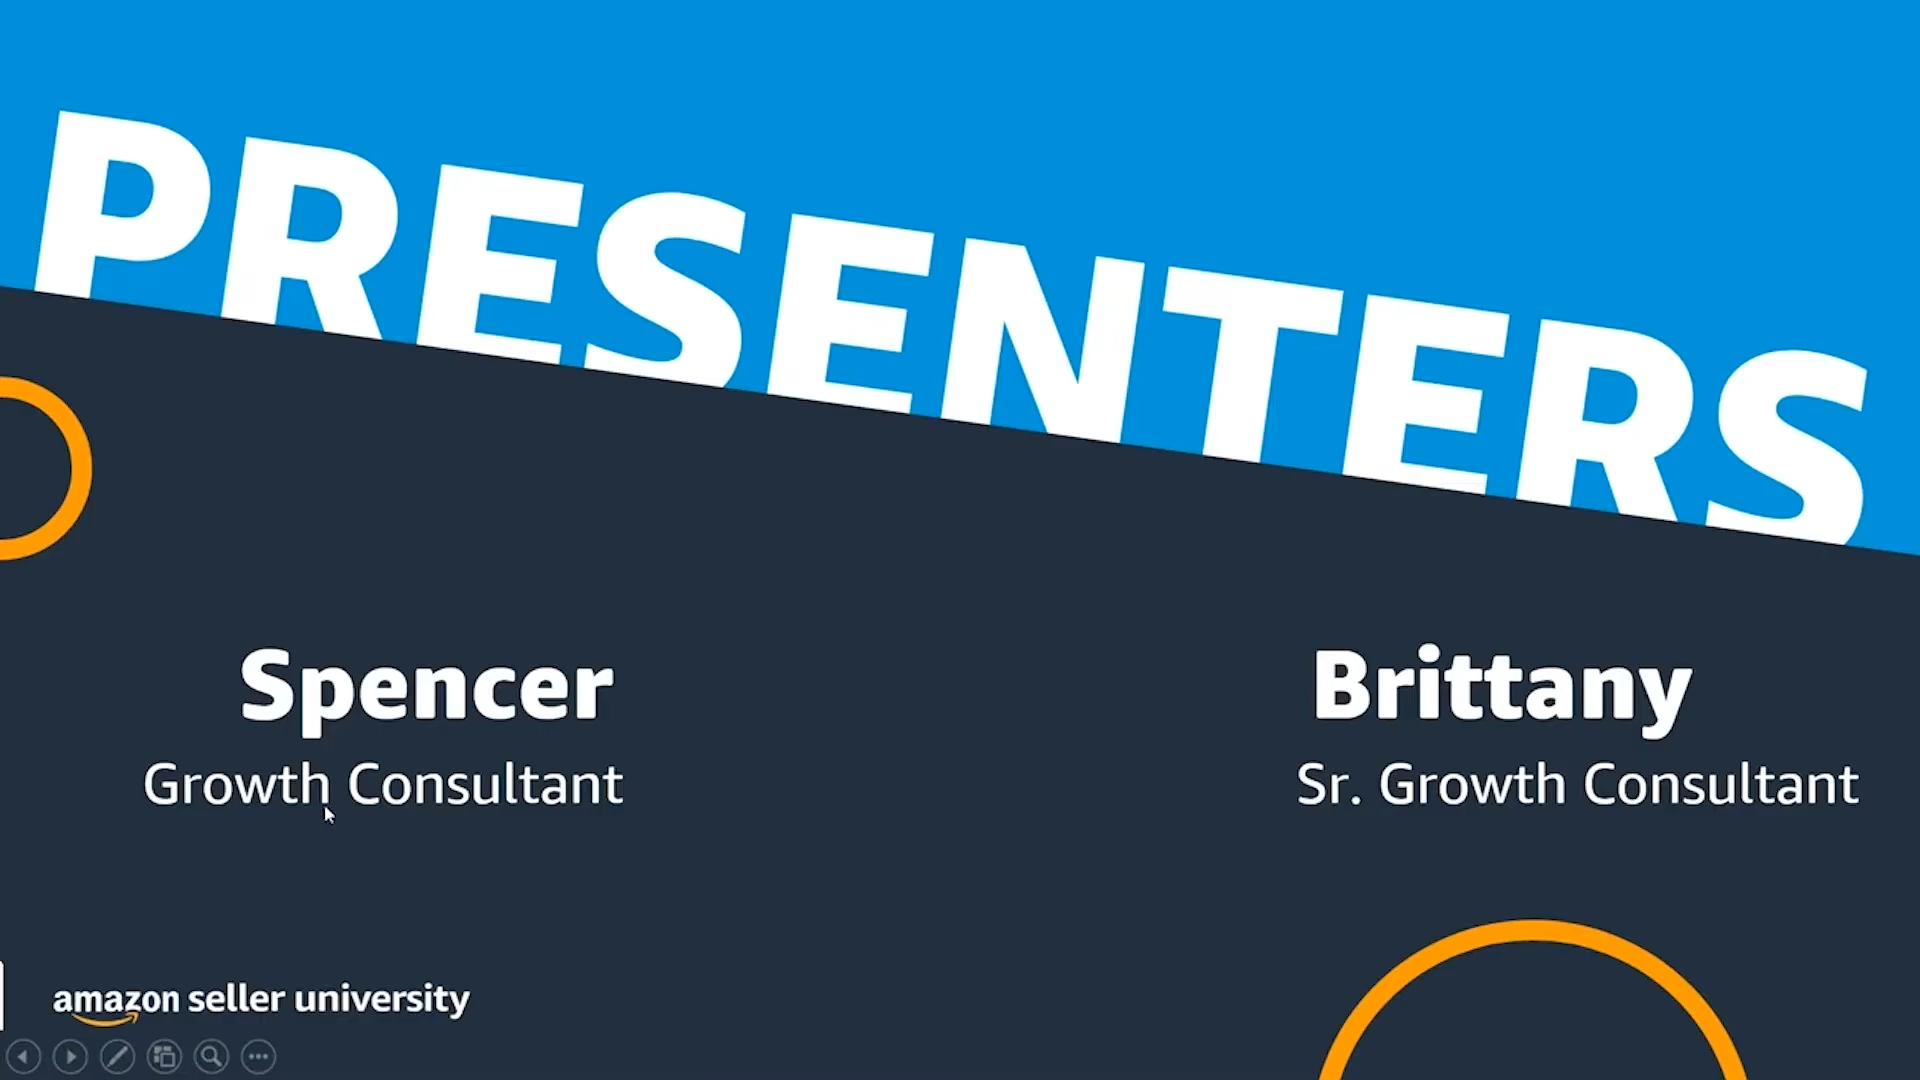 PRESENTERS
Spencer
Growth Consultant
Brittany
Sr. Growth Consultant
amazon seller university